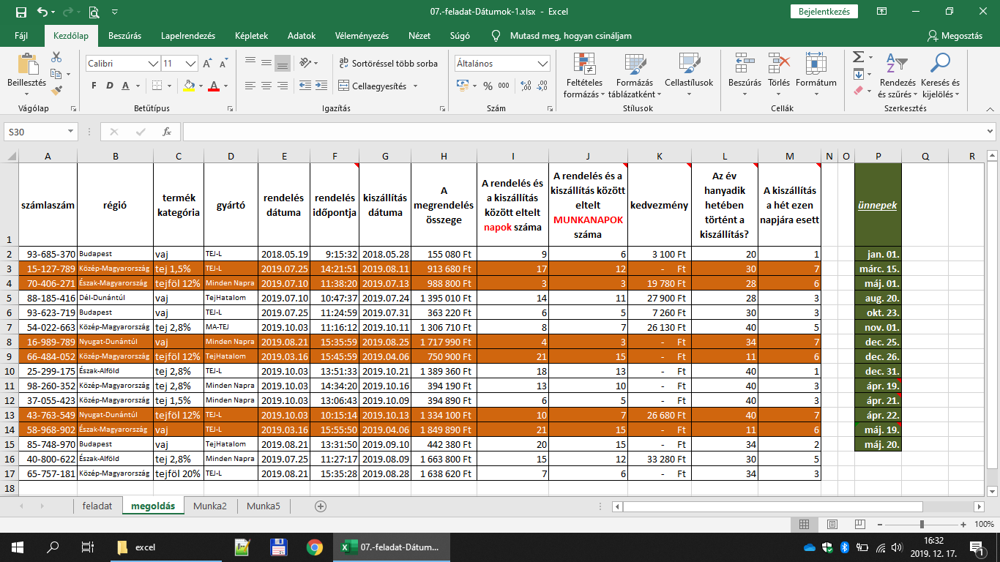 07.-feladat-Dátumok-1.xlsx - Excel
Bejelentkezés
Fájl Kezdőlap Beszúrás Lapelrendezés Képletek Adatok Véleményezés Nézet Súgó Mutasd meg, hogyan csináljam Megosztás
Beillesztés
Calibri 11
F D A
Sortöréssel több sorba
Cellaegyesítés
Általános
% 000
Feltételes formázás
Formázás táblázatként
Cellastílusok
Beszúrás Törlés Formátum
Rendezés és szűrés
Keresés és kijelölés
Vágólap Betűtípus Igazítás Szám Stílusok Cellák Szerkesztés
S30 fx
A B C D E F G H I J K L M N O P Q R
1 számlaszám régió termék kategória gyártó rendelés dátuma rendelés időpontja kiszállítás dátuma A megrendelés összege A rendelés és a kiszállítás között eltelt napok száma A rendelés és a kiszállítás között eltelt MUNKANAPOK száma kedvezmény Az év hanyadik hetében történt a kiszállítás? A kiszállítás a hét ezen napjára esett ünnepek
2 93-685-370 Budapest vaj TEJ-L 2018.05.19 9:15:32 2018.05.28 155 080 Ft 9 6 3 100 Ft 20 1 jan. 01.
3 15-127-789 Közép-Magyarország tej 1,5% TEJ-L 2019.07.25 14:21:51 2019.08.11 913 680 Ft 17 12 - Ft 30 7 márc. 15.
4 70-406-271 Észak-Magyarország tejföl 12% Minden Napra 2019.07.10 11:38:20 2019.07.13 988 800 Ft 3 3 19 780 Ft 28 6 máj. 01.
5 88-185-416 Dél-Dunántúl vaj TejHatalom 2019.07.10 10:47:37 2019.07.24 1 395 010 Ft 14 11 27 900 Ft 28 3 aug. 20.
6 93-623-719 Budapest vaj TEJ-L 2019.07.25 11:24:59 2019.07.31 363 220 Ft 6 5 7 260 Ft 30 3 okt. 23.
7 54-022-663 Közép-Magyarország tej 2,8% MA-TEJ 2019.10.03 11:16:12 2019.10.11 1 306 710 Ft 8 7 26 130 Ft 40 5 nov. 01.
8 16-989-789 Nyugat-Dunántúl vaj Minden Napra 2019.08.21 15:35:59 2019.08.25 1 717 990 Ft 4 3 - Ft 34 7 dec. 25.
9 66-484-052 Közép-Magyarország tejföl 12% TejHatalom 2019.03.16 15:45:59 2019.04.06 750 900 Ft 21 15 - Ft 11 6 dec. 26.
10 25-299-175 Észak-Alföld tej 2,8% TEJ-L 2019.10.03 13:51:33 2019.10.21 1 389 360 Ft 18 13 - Ft 40 1 dec. 31.
11 98-260-352 Közép-Magyarország tej 2,8% Minden Napra 2019.10.03 14:34:20 2019.10.16 394 190 Ft 13 10 - Ft 40 3 ápr. 19.
12 37-055-423 Közép-Magyarország tej 1,5% Minden Napra 2019.10.03 13:06:43 2019.10.09 394 890 Ft 6 5 - Ft 40 3 ápr. 21.
13 43-763-549 Nyugat-Dunántúl tejföl 12% TEJ-L 2019.10.03 10:15:14 2019.10.13 1 334 100 Ft 10 7 26 680 Ft 40 7 ápr. 22.
14 58-968-902 Észak-Magyarország vaj TEJ-L 2019.03.16 15:55:50 2019.04.06 1 849 890 Ft 21 15 - Ft 11 6 máj. 19.
15 85-748-970 Budapest vaj TejHatalom 2019.08.21 13:31:50 2019.09.10 442 380 Ft 20 15 - Ft 34 2 máj. 20.
16 40-800-622 Észak-Alföld tej 2,8% Minden Napra 2019.07.25 11:27:17 2019.08.09 1 663 800 Ft 15 12 33 280 Ft 30 5
17 65-757-181 Közép-Magyarország tejföl 20% TEJ-L 2019.08.21 15:35:28 2019.08.28 1 638 620 Ft 7 6 - Ft 34 3
18
feladat megoldás Munka2 Munka5
100%
excel
07.-feladat-Dátum...
16:32
2019. 12. 17.
1